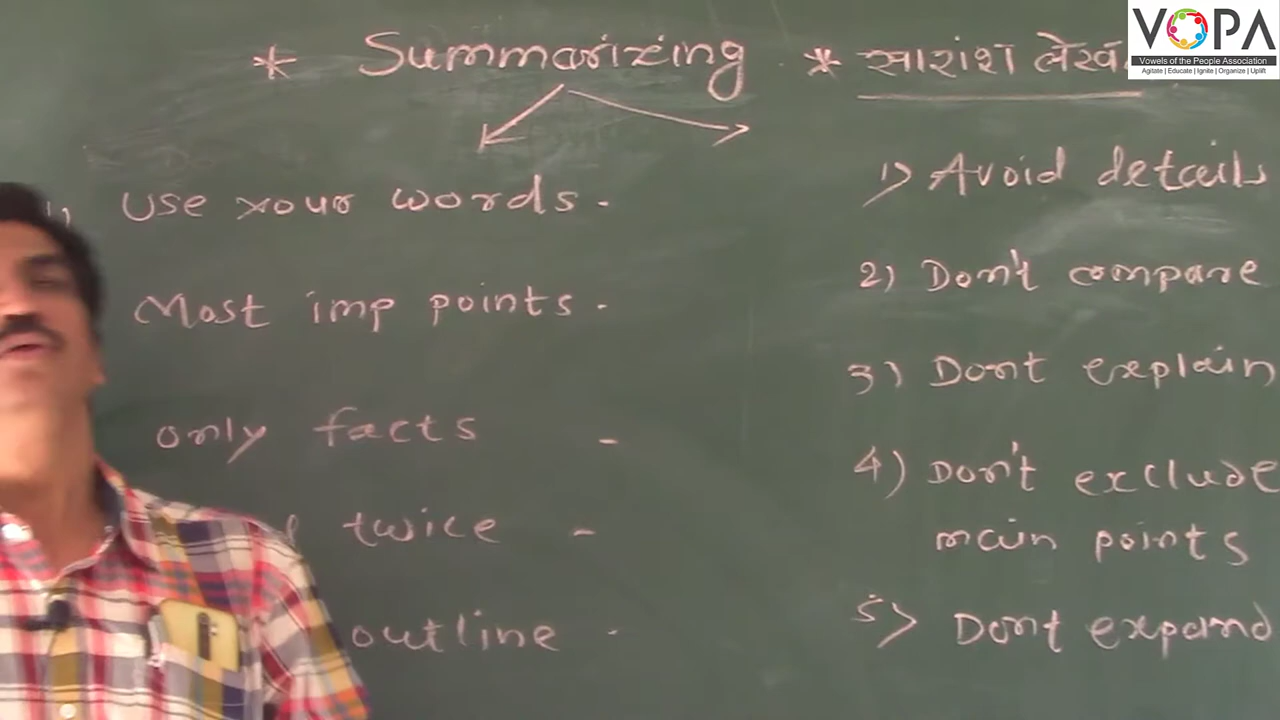 * Summarizing * सारांश लेख
VOPA
Vowels of the People Association
Agitate | Educate | Ignite | Organize | Uplift
Use your words.
Most imp points.
only facts -
twice -
outline -
1) Avoid details
2) Don't compare
3) Dont explain
4) Don't exclude
main points
5) Dont expand